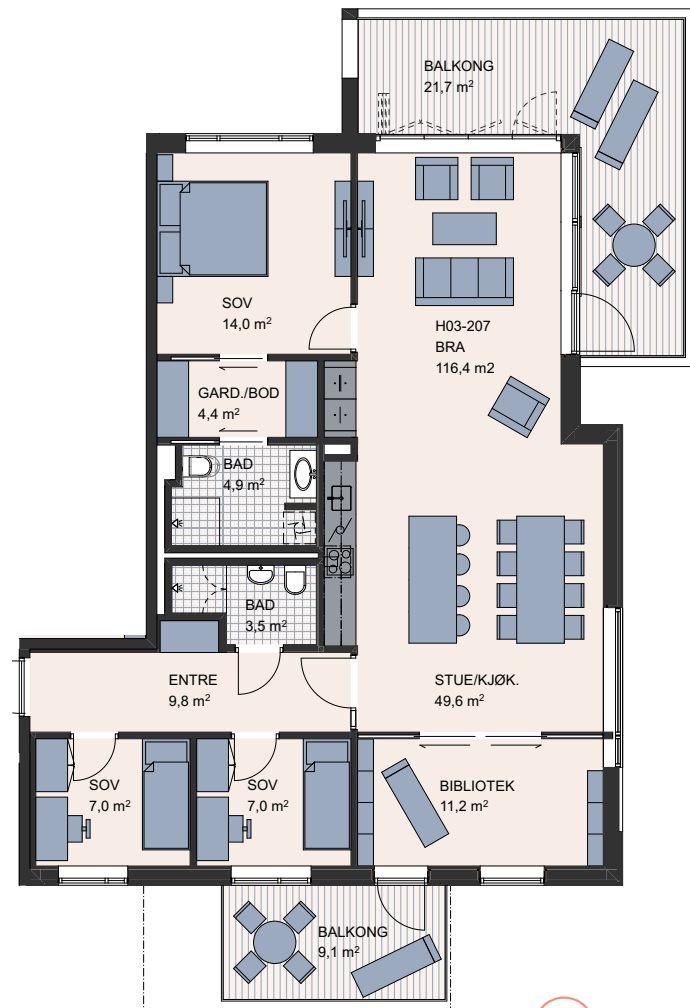 BALKONG
21,7 m²
SOV
14,0 m²
H03-207
BRA
116,4 m2
GARD./BOD
4,4 m²
BAD
4,9 m²
BAD
3,5 m²
ENTRE
9,8 m²
STUE/KJØK.
49,6 m²
SOV
7,0 m²
SOV
7,0 m²
BIBLIOTEK
11,2 m²
BALKONG
9,1 m²